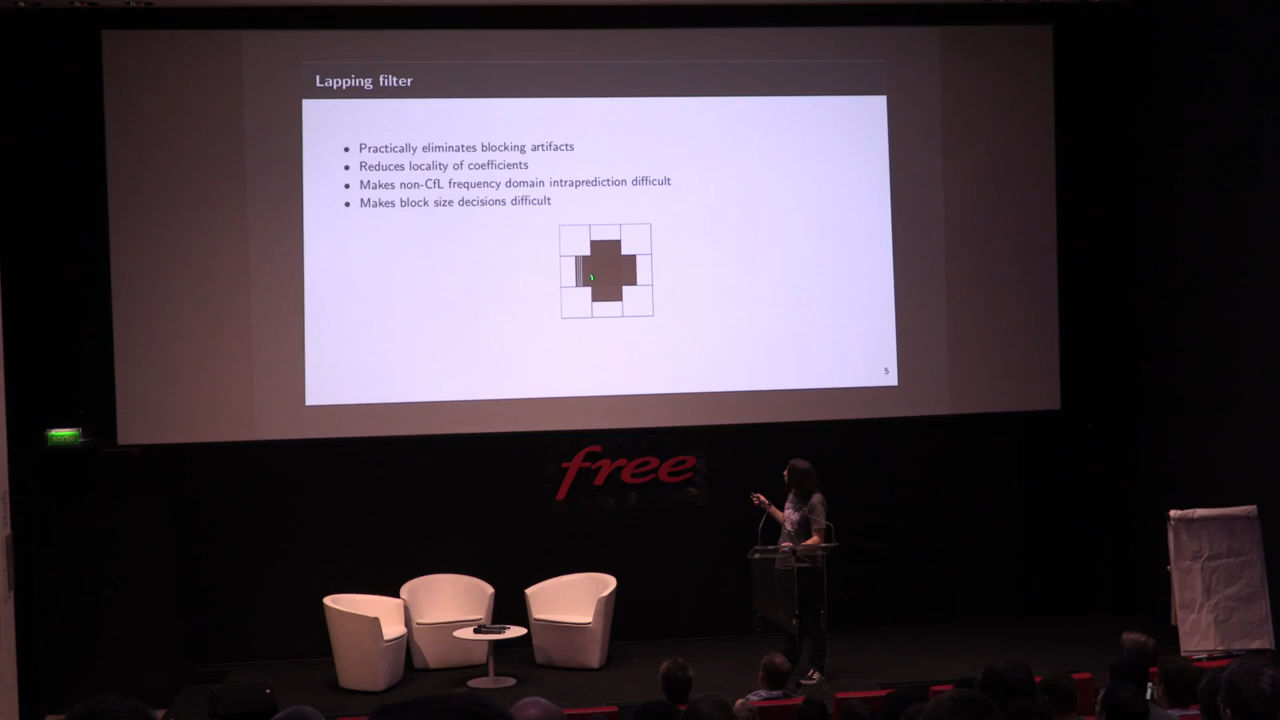 Lapping filter
Practically eliminates blocking artifacts
Reduces locality of coefficients
Makes non-CfL frequency domain intraprediction difficult
Makes block size decisions difficult
5
free